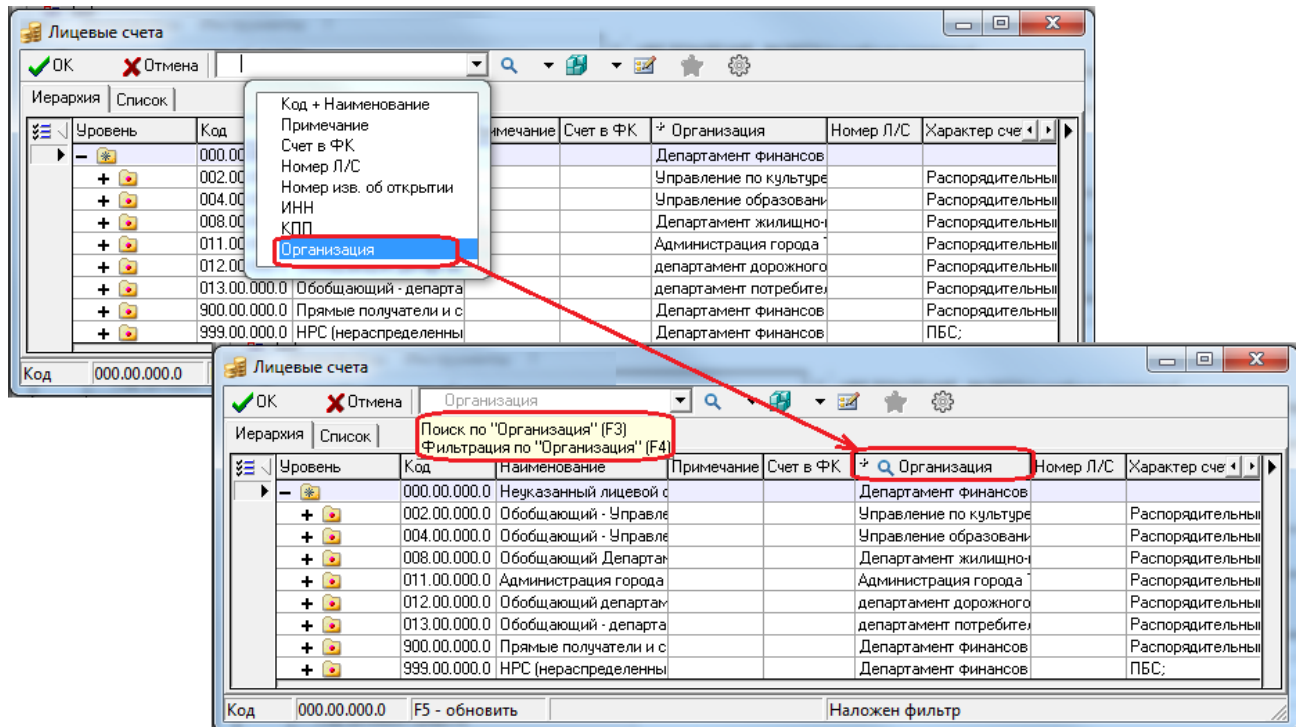 Лицевые счета
OK Отмена
Иерархия Список
Код + Наименование
Примечание
Счет в ФК
Номер Л/С
Номер изв. об открытии
ИНН
КПП
Организация
Уровень Код Счет в ФК Организация Номер Л/С Характер сче
000.00 Департамент финансов
002.00 Управление по культуре Распорядительны
004.00 Управление образовани Распорядительны
008.00 Департамент жилищно- Распорядительны
011.00 Администрация города Распорядительны
012.00 департамент дорожного Распорядительны
013.00.000.0 Обобщающий - департа департамент потребите Распорядительны
900.00.000.0 Прямые получатели и с Департамент финансов Распорядительны
999.00.000.0 НРС (нераспределенны Департамент финансов ПБС;
Код 000.00.000.0
Лицевые счета
OK Отмена Организация
Иерархия Список
Поиск по "Организация" (F3)
Фильтрация по "Организация" (F4)
Уровень Код Наименование Примечание Счет в ФК Организация Номер Л/С Характер сче
000.00.000.0 Неуказанный лицевой с Департамент финансов
002.00.000.0 Обобщающий - Управле Управление по культуре Распорядительны
004.00.000.0 Обобщающий - Управле Управление образовани Распорядительны
008.00.000.0 Обобщающий Департа Департамент жилищно- Распорядительны
011.00.000.0 Администрация города Администрация города Распорядительны
012.00.000.0 Обобщающий департам департамент дорожного Распорядительны
013.00.000.0 Обобщающий - департа департамент потребите Распорядительны
900.00.000.0 Прямые получатели и с Департамент финансов Распорядительны
999.00.000.0 НРС (нераспределенны Департамент финансов ПБС;
Код 000.00.000.0 F5 - обновить Наложен фильтр